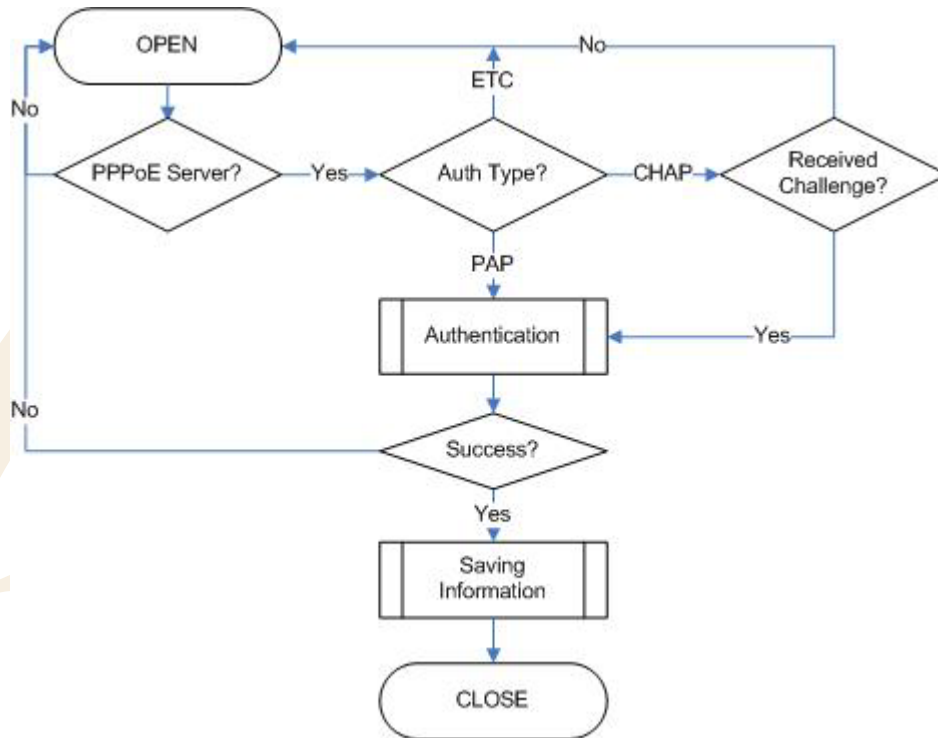 OPEN
No
ETC
No
PPPoE Server?
Yes
Auth Type?
CHAP
Received
Challenge?
PAP
Authentication
Yes
No
Success?
Yes
Saving
Information
CLOSE